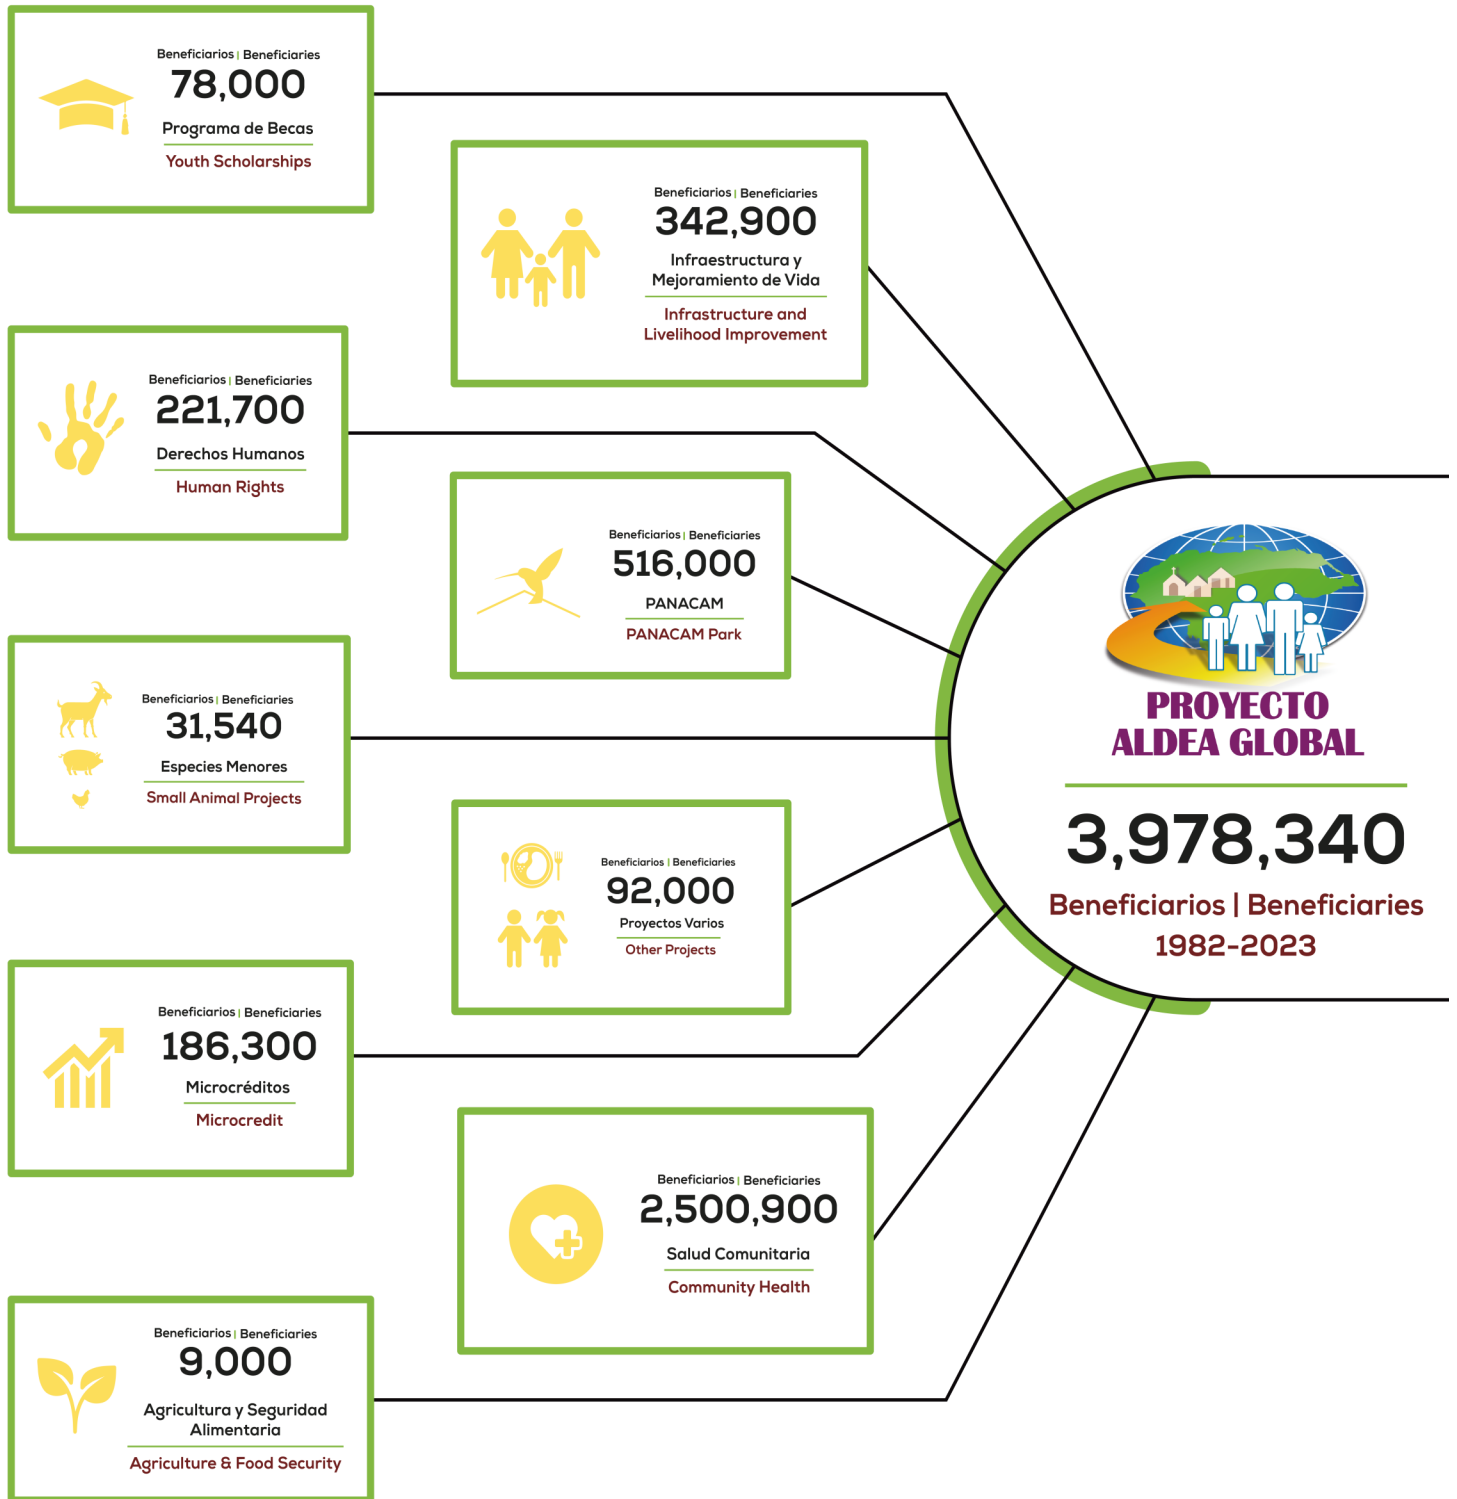 Beneficiarios | Beneficiaries
78,000
Programa de Becas
Youth Scholarships
Beneficiarios | Beneficiaries
342,900
Infraestructura y
Mejoramiento de Vida
Infrastructure and
Livelihood Improvement
Beneficiarios | Beneficiaries
221,700
Derechos Humanos
Human Rights
Beneficiarios | Beneficiaries
516,000
PANACAM
PANACAM Park
Beneficiarios | Beneficiaries
31,540
Especies Menores
Small Animal Projects
Beneficiarios | Beneficiaries
92,000
Proyectos Varios
Other Projects
Beneficiarios | Beneficiaries
186,300
Microcréditos
Microcredit
Beneficiarios | Beneficiaries
2,500,900
Salud Comunitaria
Community Health
Beneficiarios | Beneficiaries
9,000
Agricultura y Seguridad
Alimentaria
Agriculture & Food Security
PROYECTO
ALDEA GLOBAL
3,978,340
Beneficiarios | Beneficiaries
1982-2023